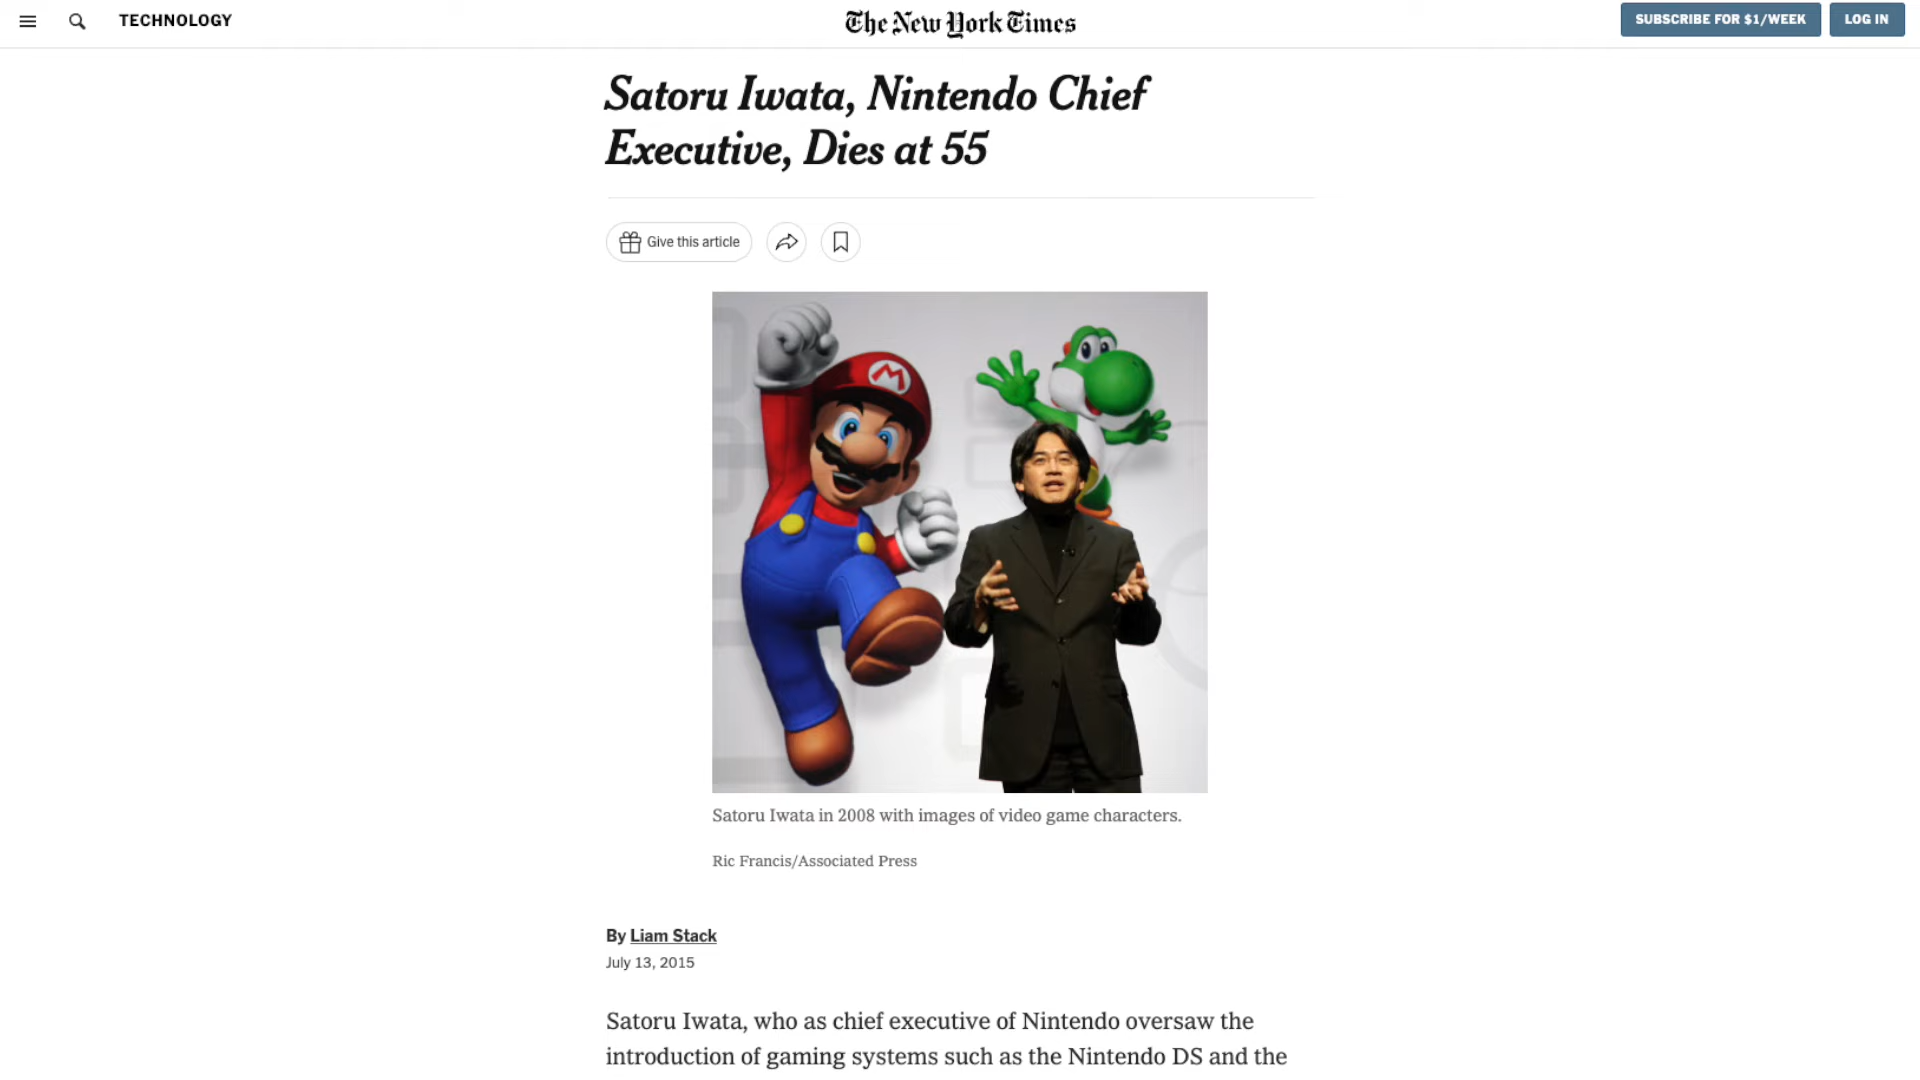 TECHNOLOGY
The New York Times
SUBSCRIBE FOR $1/WEEK
LOG IN
Satoru Iwata, Nintendo Chief
Executive, Dies at 55
Give this article
M
Satoru Iwata in 2008 with images of video game characters.
Ric Francis/Associated Press
By Liam Stack
July 13, 2015
Satoru Iwata, who as chief executive of Nintendo oversaw the
introduction of gaming systems such as the Nintendo DS and the